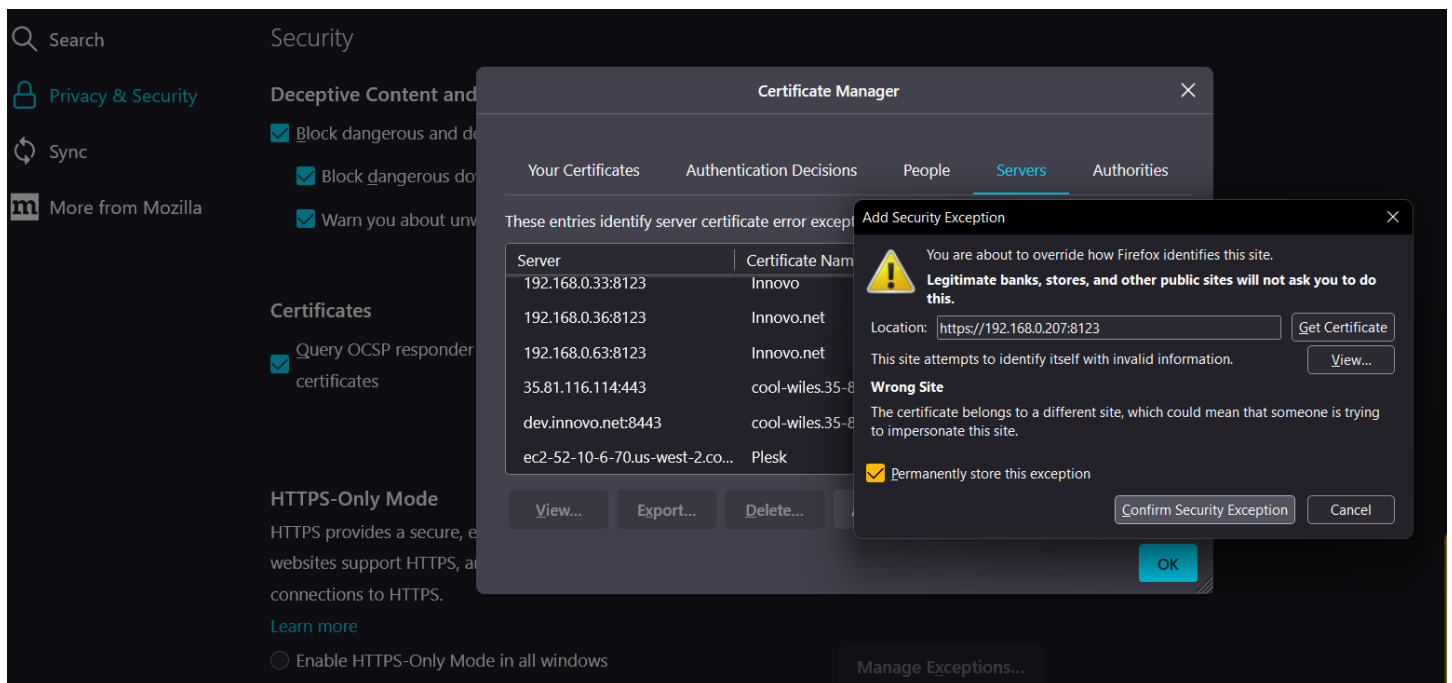 Search
Privacy & Security
Sync
m
More from Mozilla
Security
Deceptive Content and
Block dangerous and de
Block dangerous do
Warn you about unw
Certificates
Query OCSP responder
certificates
HTTPS-Only Mode
HTTPS provides a secure, e
websites support HTTPS, a
connections to HTTPS.
Learn more
Enable HTTPS-Only Mode in all windows
Manage Exceptions...
Certificate Manager
Your Certificates
Authentication Decisions
People
Servers
Authorities
These entries identify server certificate error excep
Server Certificate Nam
192.168.0.33:8123 Innovo
192.168.0.36:8123 Innovo.net
192.168.0.63:8123 Innovo.net
35.81.116.114:443 cool-wiles.35-8
dev.innovo.net:8443 cool-wiles.35-8
ec2-52-10-6-70.us-west-2.co... Plesk
View...
Export...
Delete...
OK
Add Security Exception
You are about to override how Firefox identifies this site.
Legitimate banks, stores, and other public sites will not ask you to do
this.
Location: https://192.168.0.207:8123 Get Certificate
This site attempts to identify itself with invalid information. View...
Wrong Site
The certificate belongs to a different site, which could mean that someone is trying
to impersonate this site.
Permanently store this exception
Confirm Security Exception
Cancel